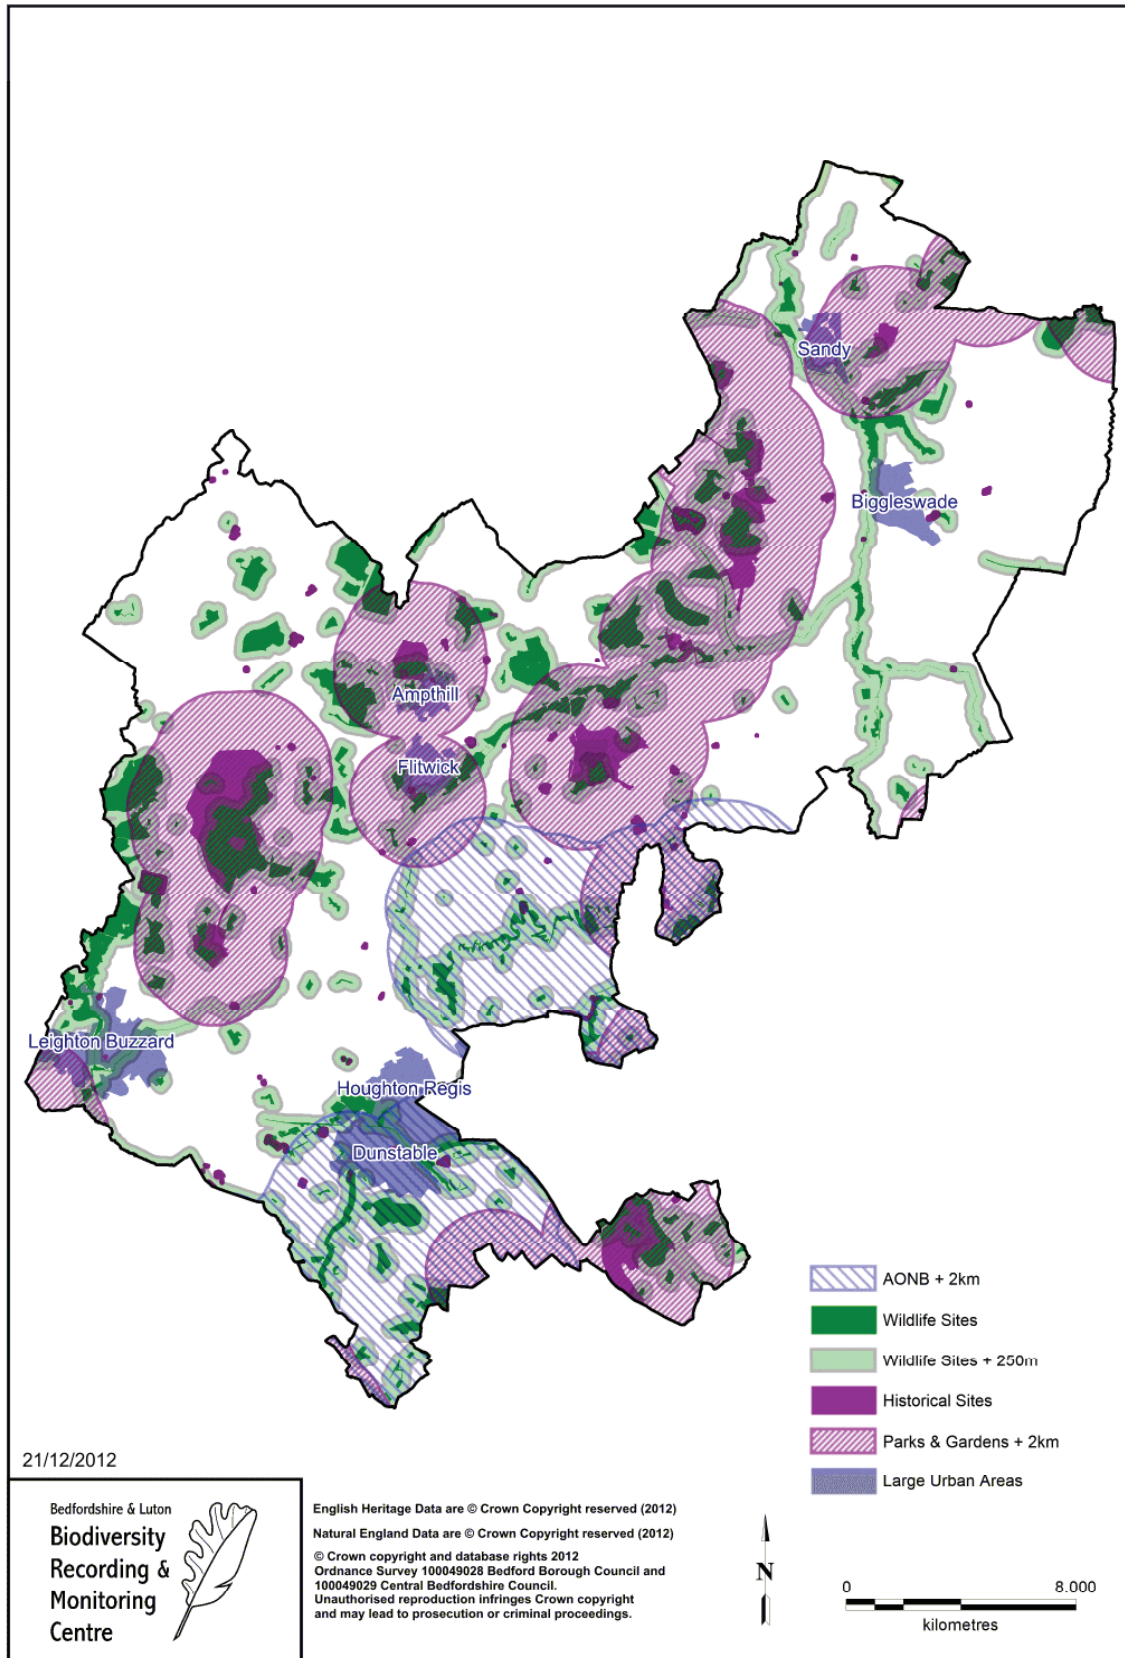 Sandy
Biggleswade
Ampthill
Flitwick
Leighton Buzzard
Houghton Regis
Dunstable
AONB + 2km
Wildlife Sites
Wildlife Sites + 250m
Historical Sites
Parks & Gardens + 2km
Large Urban Areas
21/12/2012
Bedfordshire & Luton
Biodiversity
Recording &
Monitoring
Centre
English Heritage Data are © Crown Copyright reserved (2012)
Natural England Data are © Crown Copyright reserved (2012)
© Crown copyright and database rights 2012
Ordnance Survey 100049028 Bedford Borough Council and
100049029 Central Bedfordshire Council.
Unauthorised reproduction infringes Crown copyright
and may lead to prosecution or criminal proceedings.
N
0 8.000
kilometres